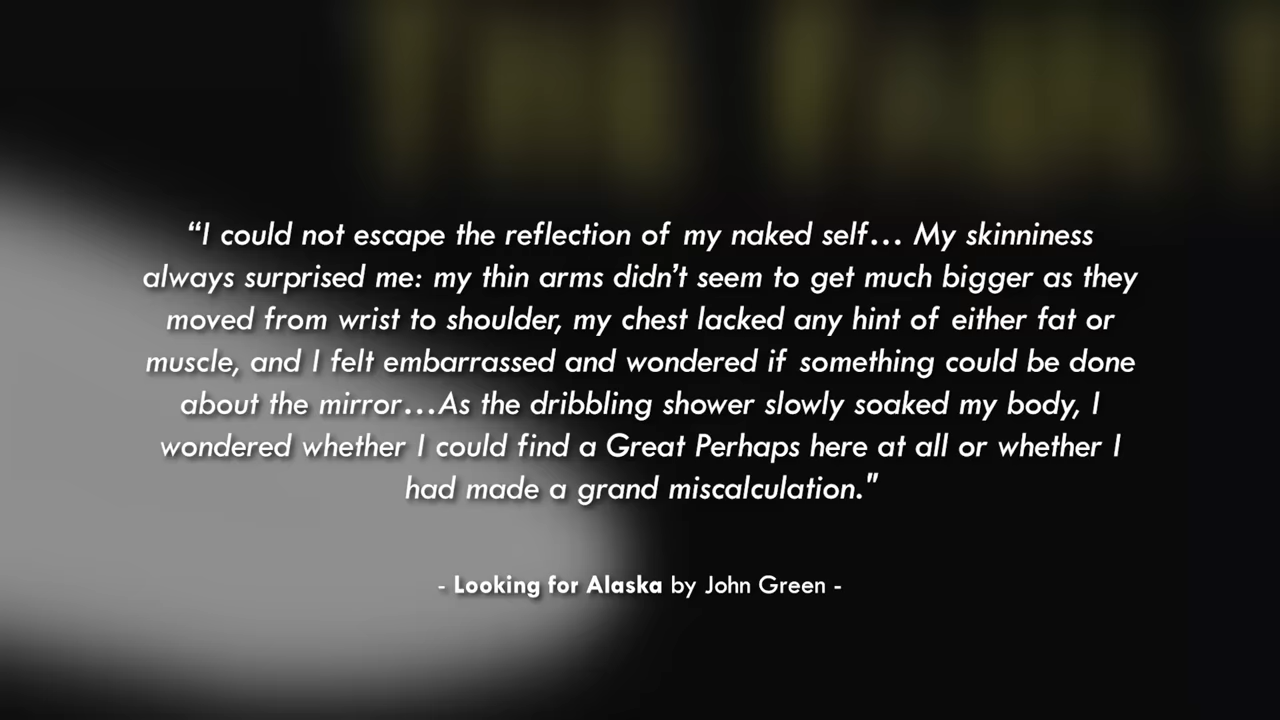 “I could not escape the reflection of my naked self… My skinniness
always surprised me: my thin arms didn’t seem to get much bigger as they
moved from wrist to shoulder, my chest lacked any hint of either fat or
muscle, and I felt embarrassed and wondered if something could be done
about the mirror…As the dribbling shower slowly soaked my body, I
wondered whether I could find a Great Perhaps here at all or whether I
had made a grand miscalculation."
- Looking for Alaska by John Green -